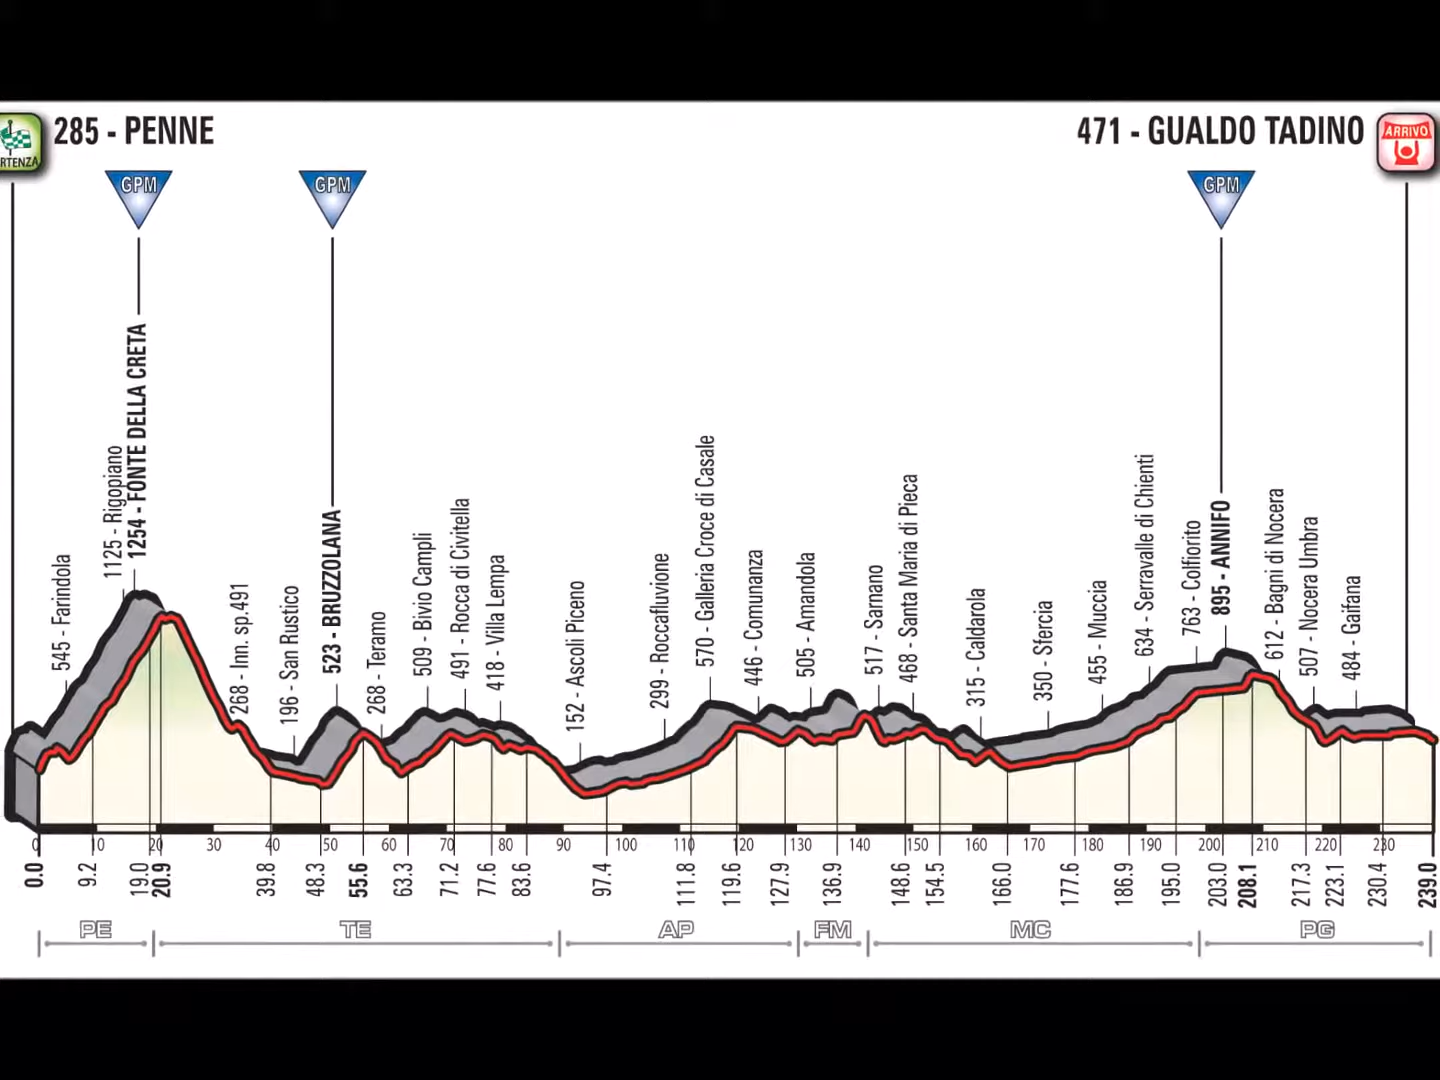 285 - PENNE
471 - GUALDO TADINO
RTENZA
ARRIVO
GPM
GPM
GPM
545 - Farindola
1125 - Rigopiano
1254 - FONTE DELLA CRETA
268 - Inn. sp.491
196 - San Rustico
523 - BRUZZOLANA
268 - Teramo
509 - Bivio Campli
491 - Rocca di Civitella
418 - Villa Lempa
152 - Ascoli Piceno
299 - Roccafluvione
570 - Galleria Croce di Casale
446 - Comunanza
505 - Amandola
517 - Sarnano
468 - Santa Maria di Pieca
315 - Caldarola
350 - Sfercia
455 - Muccia
634 - Serravalle di Chienti
763 - Colfiorito
895 - ANNIFO
612 - Bagni di Nocera
507 - Nocera Umbra
484 - Gaifana
0 10 20 30 40 50 60 70 80 90 100 110 120 130 140 150 160 170 180 190 200 210 220 230
0.0 9.2 19.0 20.9 39.8 48.3 55.6 63.3 71.2 77.6 83.6 97.4 111.8 119.6 127.9 136.9 148.6 154.5 166.0 177.6 186.9 195.0 203.0 208.1 217.3 223.1 230.4 239.0
PE TE AP FM MC PG